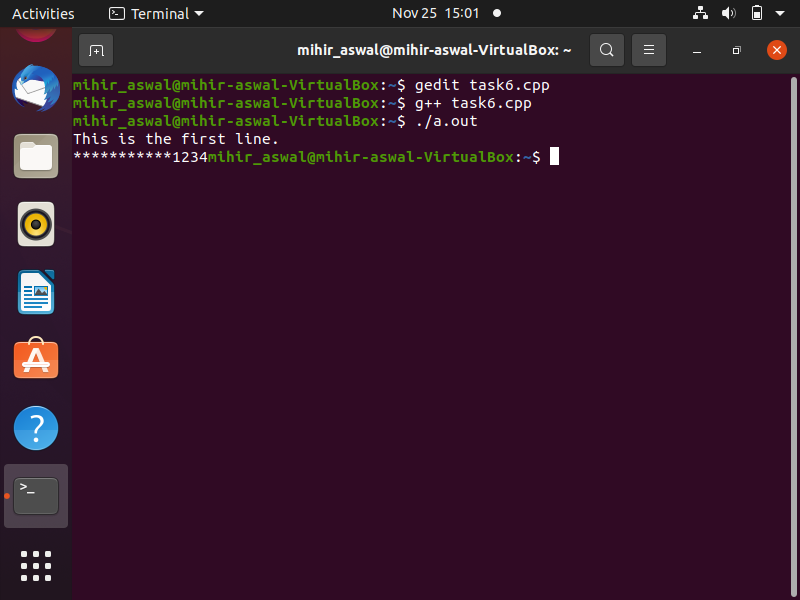 Activities
Terminal
Nov 25 15:01
mihir_aswal@mihir-aswal-VirtualBox: ~
mihir_aswal@mihir-aswal-VirtualBox:~$ gedit task6.cpp
mihir_aswal@mihir-aswal-VirtualBox:~$ g++ task6.cpp
mihir_aswal@mihir-aswal-VirtualBox:~$ ./a.out
This is the first line.
***********1234mihir_aswal@mihir-aswal-VirtualBox:~$